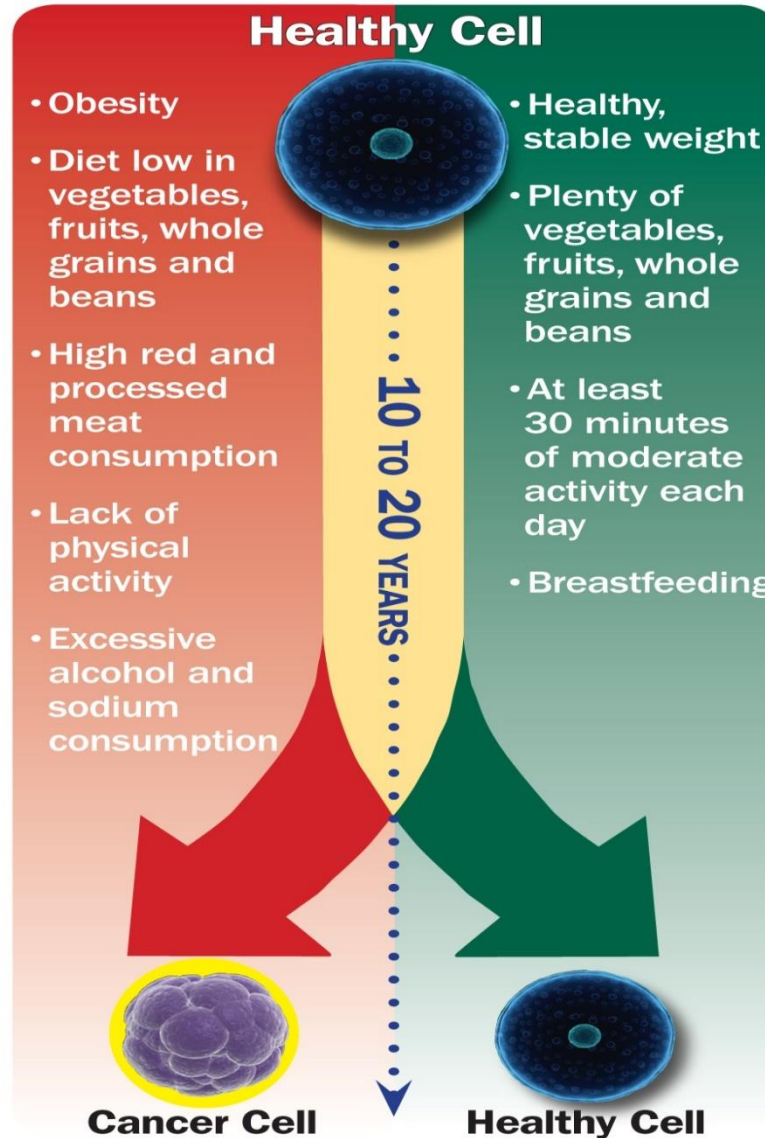 Healthy Cell
• Obesity
• Diet low in
vegetables,
fruits, whole
grains and
beans
• High red and
processed
meat
consumption
• Lack of
physical
activity
• Excessive
alcohol and
sodium
consumption
10 TO 20 YEARS
• Healthy,
stable weight
• Plenty of
vegetables,
fruits, whole
grains and
beans
• At least
30 minutes
of moderate
activity each
day
• Breastfeeding
Cancer Cell
Healthy Cell